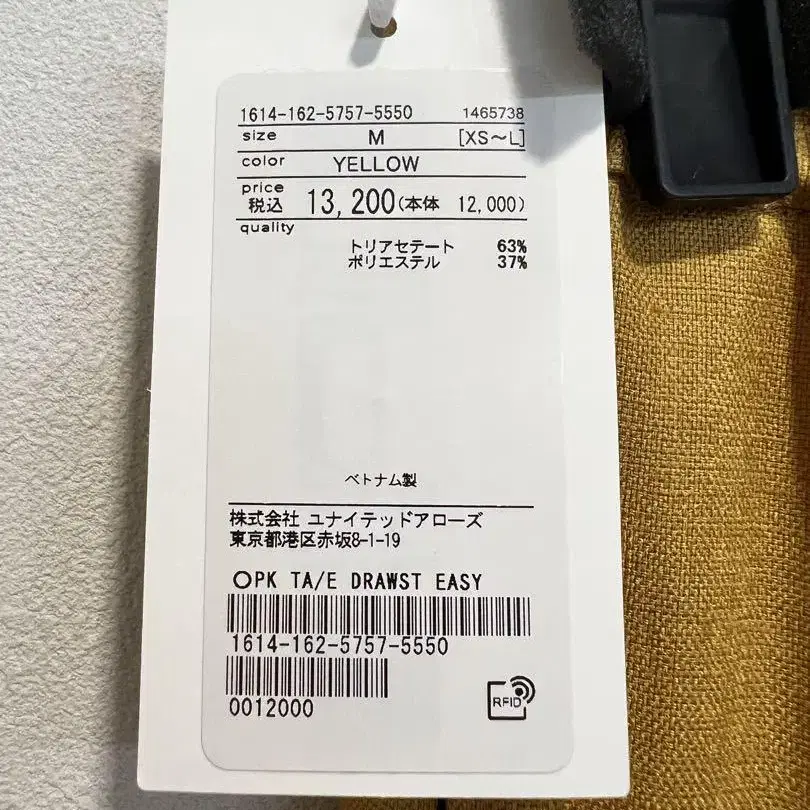 1614-162-5757-5550 1465738
size M [XS~L]
color YELLOW
price
税込 13,200(本体 12,000)
quality
トリアセテート 63%
ポリエステル 37%
ベトナム製
株式会社 ユナイテッドアローズ
東京都港区赤坂8-1-19
〇PK TA/E DRAWST EASY
1614-162-5757-5550
0012000
RFID